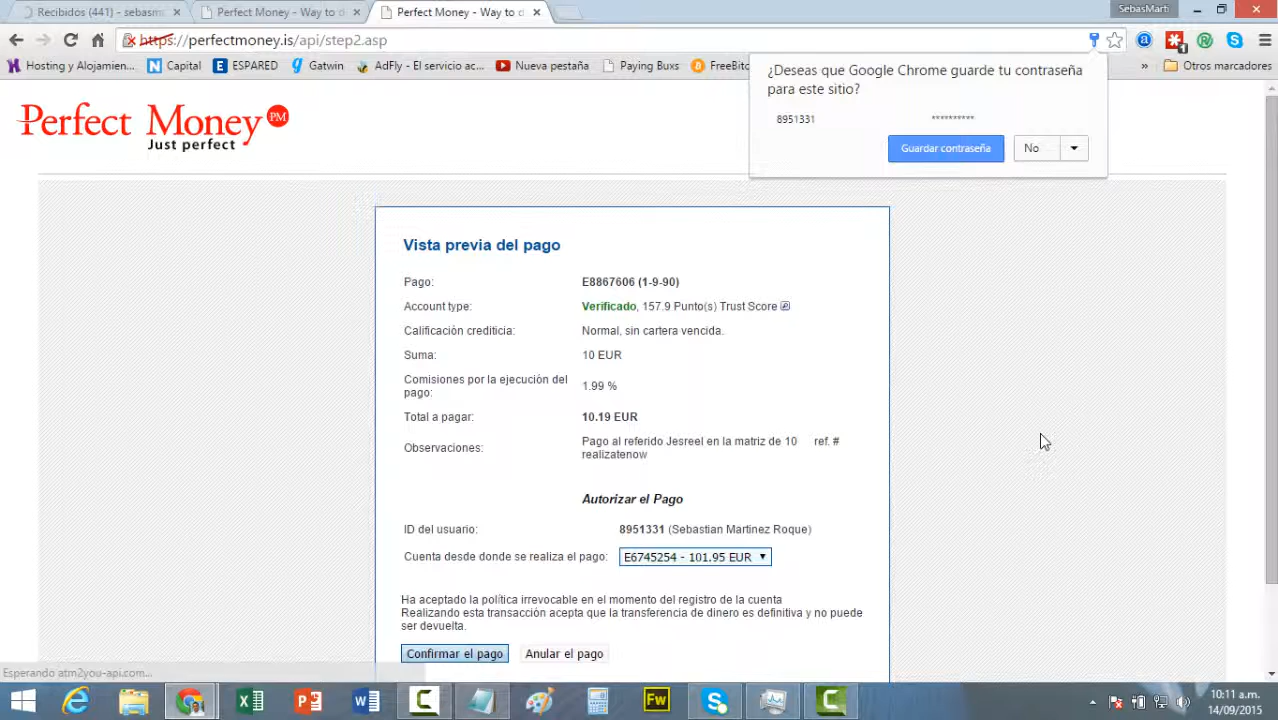 Recibidos (441) - sebasm
Perfect Money - Way to d
Perfect Money - Way to d
SebasMarti
https://perfectmoney.is/api/step2.asp
Hosting y Alojamien...
Capital
ESPARED
Gatwin
AdFly - El servicio ac...
Nueva pestaña
Paying Buxs
FreeBitc
»
Otros marcadores
¿Deseas que Google Chrome guarde tu contraseña
para este sitio?
8951331 **********
Guardar contraseña
No
Perfect Money PM
Just perfect
Vista previa del pago
Pago: E8867606 (1-9-90)
Account type: Verificado, 157.9 Punto(s) Trust Score
Calificación crediticia: Normal, sin cartera vencida.
Suma: 10 EUR
Comisiones por la ejecución del
pago: 1.99 %
Total a pagar: 10.19 EUR
Observaciones: Pago al referido Jesreel en la matriz de 10 ref. #
realizatenow
Autorizar el Pago
ID del usuario: 8951331 (Sebastian Martinez Roque)
Cuenta desde donde se realiza el pago: E6745254 - 101.95 EUR
Ha aceptado la política irrevocable en el momento del registro de la cuenta
Realizando esta transacción acepta que la transferencia de dinero es definitiva y no puede
ser devuelta.
Confirmar el pago
Anular el pago
Esperando atm2you-api.com...
Fw
10:11 a.m.
14/09/2015